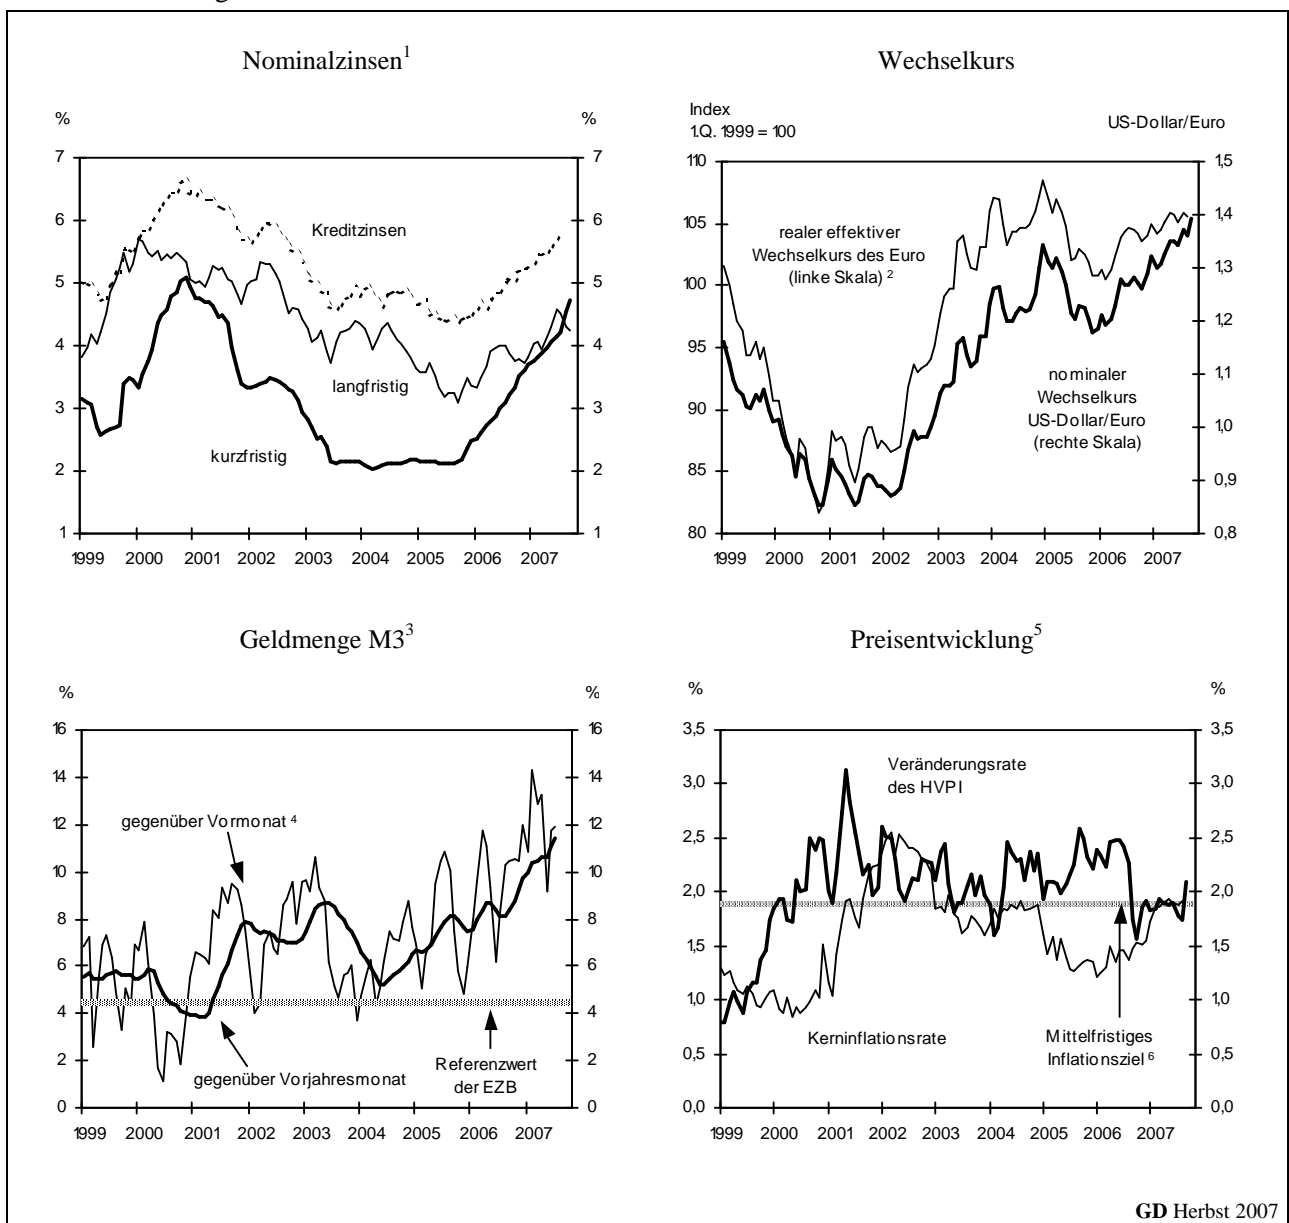 Nominalzinsen1
%
%
7
7
6
6
5
5
4
4
3
3
2
2
1
1
Kreditzinsen
langfristig
kurzfristig
1999 2000 2001 2002 2003 2004 2005 2006 2007
Wechselkurs
Index
1.Q. 1999 = 100
US-Dollar/Euro
110
105
100
95
90
85
80
1,5
1,4
1,3
1,2
1,1
1,0
0,9
0,8
realer effektiver
Wechselkurs des Euro
(linke Skala) 2
nominaler
Wechselkurs
US-Dollar/Euro
(rechte Skala)
1999 2000 2001 2002 2003 2004 2005 2006 2007
Geldmenge M33
%
%
16
16
14
14
12
12
10
10
8
8
6
6
4
4
2
2
0
0
gegenüber Vormonat 4
gegenüber Vorjahresmonat
Referenzwert
der EZB
1999 2000 2001 2002 2003 2004 2005 2006 2007
Preisentwicklung5
%
%
3,5
3,5
3,0
3,0
2,5
2,5
2,0
2,0
1,5
1,5
1,0
1,0
0,5
0,5
0,0
0,0
Veränderungsrate
des HVPI
Kerninflationsrate
Mittelfristiges
Inflationsziel 6
1999 2000 2001 2002 2003 2004 2005 2006 2007
GD Herbst 2007